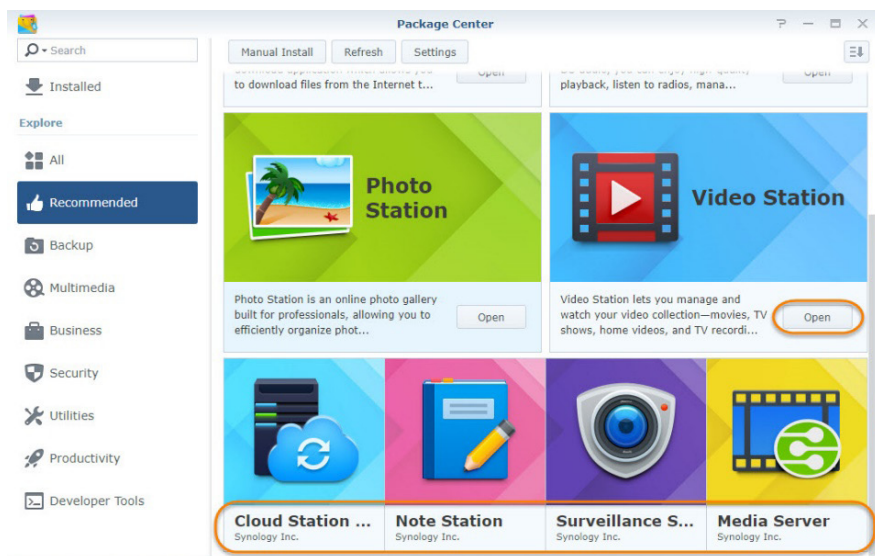 Package Center
Search
Manual Install
Refresh
Settings
Installed
Explore
All
Recommended
Backup
Multimedia
Business
Security
Utilities
Productivity
Developer Tools
to download files from the Internet t...
Open
playback, listen to radios, mana...
Open
Photo
Station
Video Station
Photo Station is an online photo gallery
built for professionals, allowing you to
efficiently organize phot...
Open
Video Station lets you manage and
watch your video collection—movies, TV
shows, home videos, and TV recordi...
Open
Cloud Station ...
Synology Inc.
Note Station
Synology Inc.
Surveillance S...
Synology Inc.
Media Server
Synology Inc.